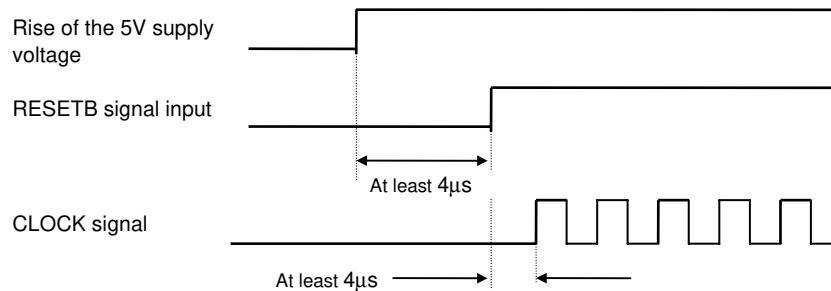 Rise of the 5V supply
voltage
RESETB signal input
At least 4µs
CLOCK signal
At least 4µs